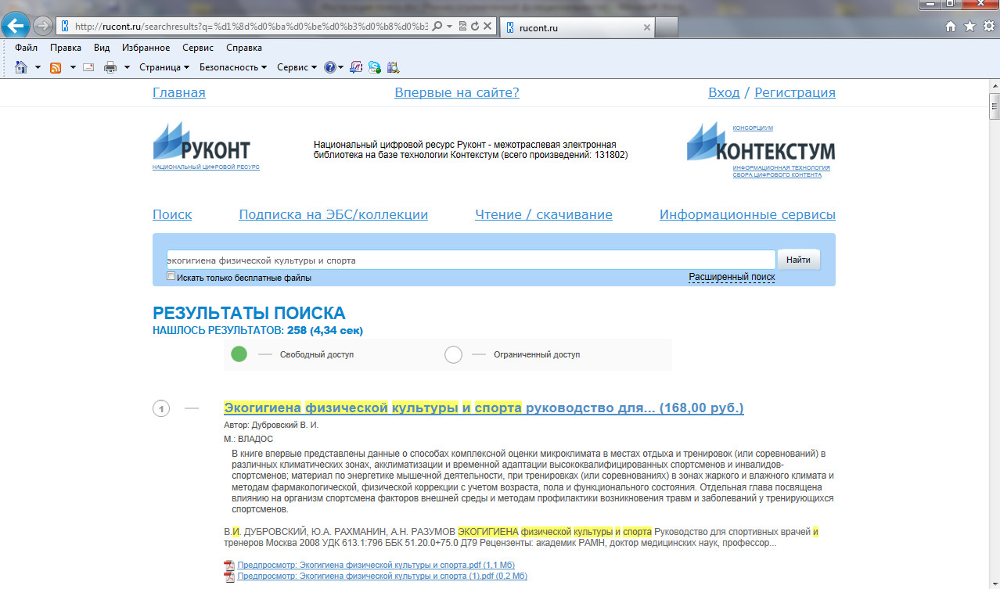 http://rucont.ru/searchresults?q=%d1%8d%d0%ba%d0%be%d0%b3%d0%b8%d0%b3
rucont.ru
Файл Правка Вид Избранное Сервис Справка
Страница Безопасность Сервис
Главная Впервые на сайте? Вход / Регистрация
РУКОНТ
НАЦИОНАЛЬНЫЙ ЦИФРОВОЙ РЕСУРС
Национальный цифровой ресурс Руконт - межотраслевая электронная
библиотека на базе технологии Контекстум (всего произведений: 131802)
КОНСОРЦИУМ
КОНТЕКСТУМ
ИНФОРМАЦИОННАЯ ТЕХНОЛОГИЯ
СБОРА ЦИФРОВОГО КОНТЕНТА
Поиск Подписка на ЭБС/коллекции Чтение / скачивание Информационные сервисы
экогигиена физической культуры и спорта Найти
Искать только бесплатные файлы Расширенный поиск
РЕЗУЛЬТАТЫ ПОИСКА
НАШЛОСЬ РЕЗУЛЬТАТОВ: 258 (4,34 сек)
— Свободный доступ — Ограниченный доступ
1 — Экогигиена физической культуры и спорта руководство для... (168,00 руб.)
Автор: Дубровский В. И.
М.: ВЛАДОС
В книге впервые представлены данные о способах комплексной оценки микроклимата в местах отдыха и тренировок (или соревнований) в
различных климатических зонах, акклиматизации и временной адаптации высококвалифицированных спортсменов и инвалидов-
спортсменов; материал по энергетике мышечной деятельности, при тренировках (или соревнованиях) в зонах жаркого и влажного климата и
методам фармакологической, физической коррекции с учетом возраста, пола и функционального состояния. Отдельная глава посвящена
влиянию на организм спортсмена факторов внешней среды и методам профилактики возникновения травм и заболеваний у тренирующихся
спортсменов.
В.И. ДУБРОВСКИЙ, Ю.А. РАХМАНИН, А.Н. РАЗУМОВ ЭКОГИГИЕНА физической культуры и спорта Руководство для спортивных врачей и
тренеров Москва 2008 УДК 613.1:796 ББК 51.20.0+75.0 Д79 Рецензенты: академик РАМН, доктор медицинских наук, профессор...
Предпросмотр: Экогигиена физической культуры и спорта.pdf (1,1 Мб)
Предпросмотр: Экогигиена физической культуры и спорта (1).pdf (0,2 Мб)